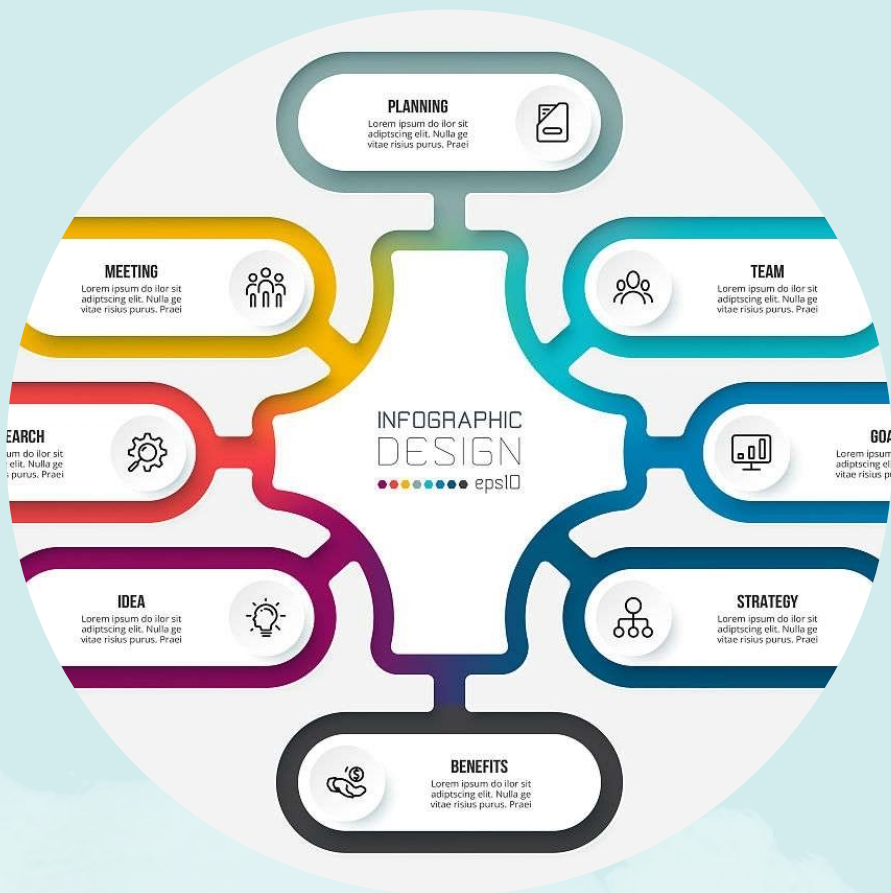 PLANNING
Lorem ipsum do ilor sit
adiptscing elit. Nulla ge
vitae risius purus. Praei
MEETING
Lorem ipsum do ilor sit
adiptscing elit. Nulla ge
vitae risius purus. Praei
TEAM
Lorem ipsum do ilor sit
adiptscing elit. Nulla ge
vitae risius purus. Praei
EARCH
um do ilor sit
elit. Nulla ge
s purus. Praei
INFOGRAPHIC
DESIGN
eps10
GOA
Lorem ipsum
adiptscing el
vitae risius p
IDEA
Lorem ipsum do ilor sit
adiptscing elit. Nulla ge
vitae risius purus. Praei
STRATEGY
Lorem ipsum do ilor sit
adiptscing elit. Nulla ge
vitae risius purus. Praei
BENEFITS
Lorem ipsum do ilor sit
adiptscing elit. Nulla ge
vitae risius purus. Praei